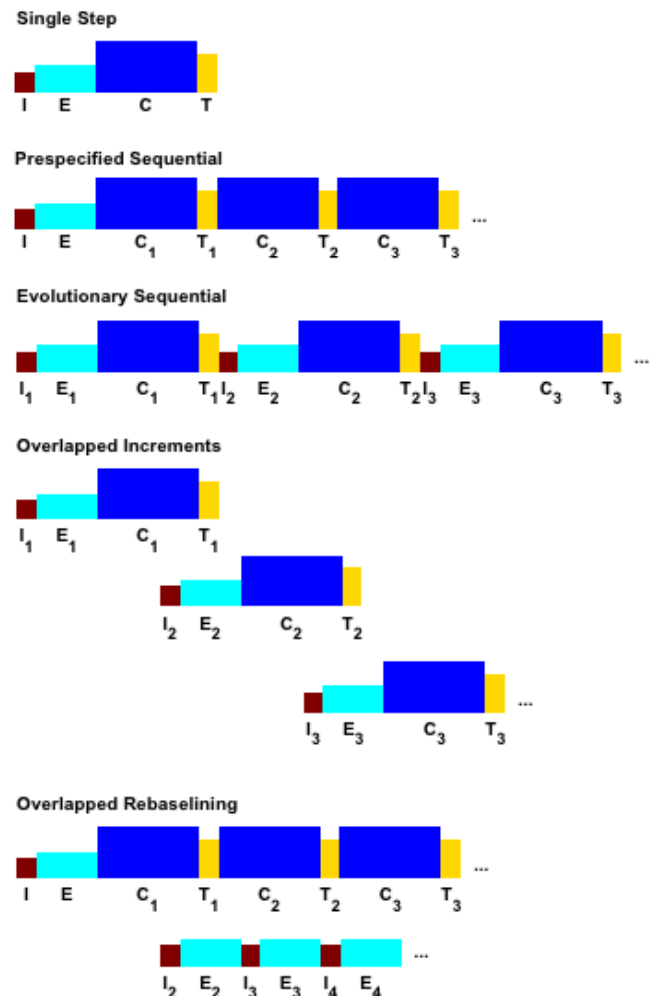 Single Step
I E C T
Prespecified Sequential
...
I E C1 T1 C2 T2 C3 T3
Evolutionary Sequential
...
I1 E1 C1 T1 I2 E2 C2 T2 I3 E3 C3 T3
Overlapped Increments
I1 E1 C1 T1
I2 E2 C2 T2
...
I3 E3 C3 T3
Overlapped Rebaselining
...
I E C1 T1 C2 T2 C3 T3
...
I2 E2 I3 E3 I4 E4